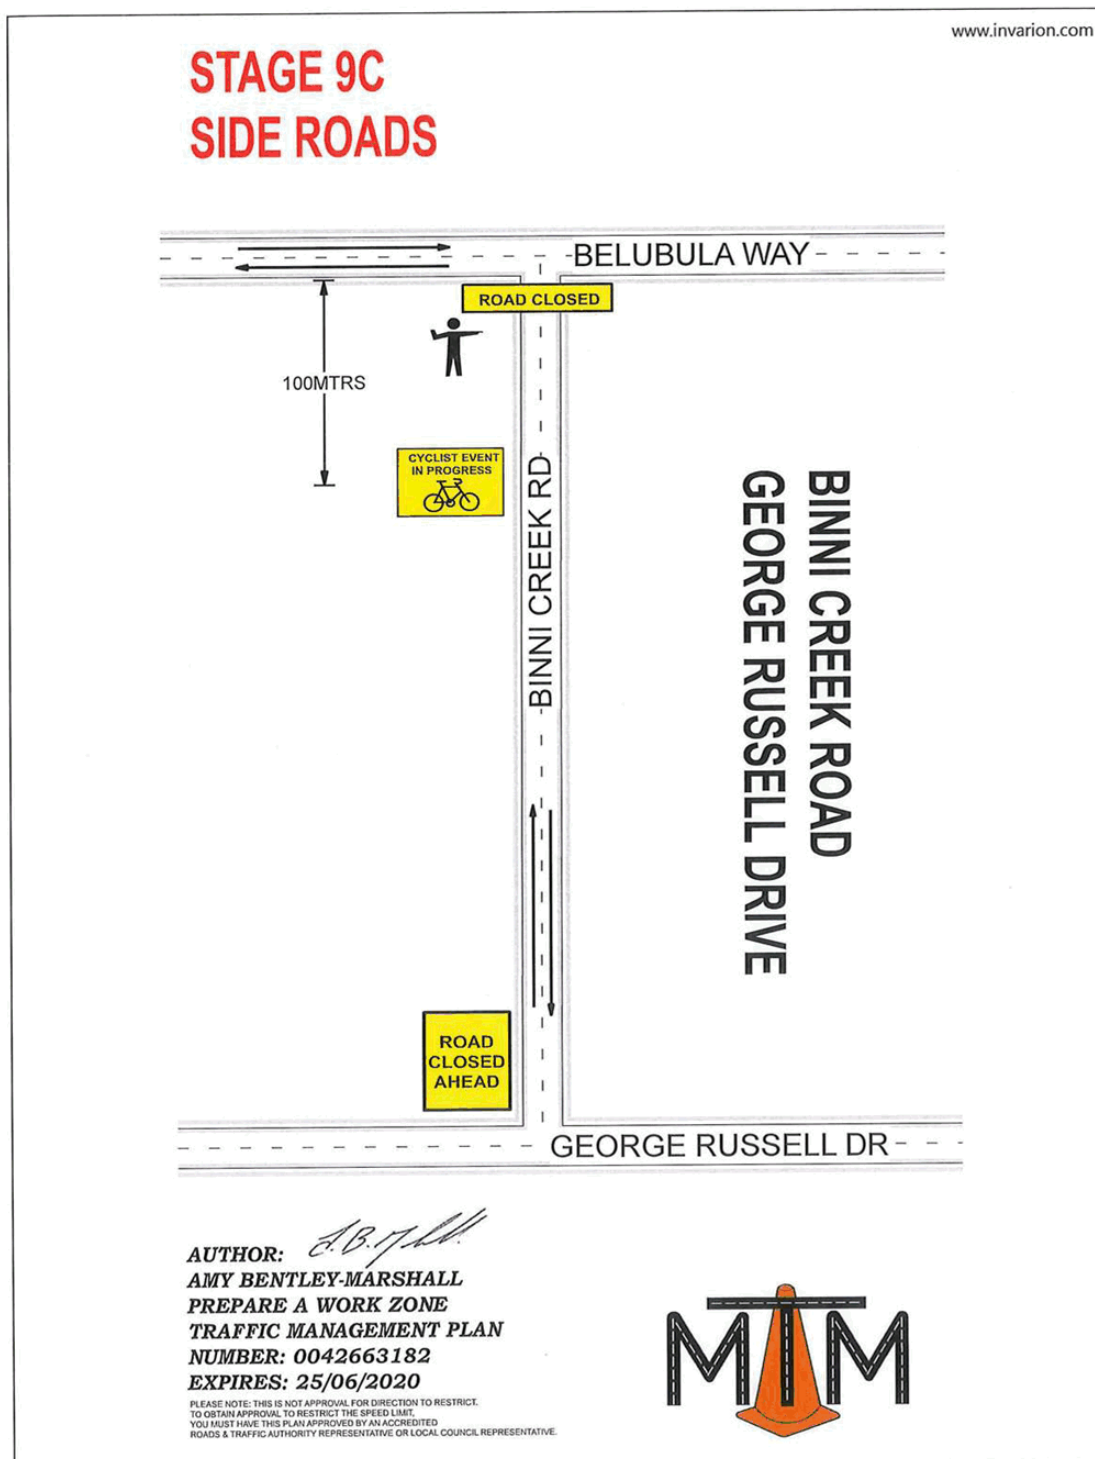 www.invarion.com
STAGE 9C
SIDE ROADS
BELUBULA WAY
ROAD CLOSED
100MTRS
CYCLIST EVENT
IN PROGRESS
BINNI CREEK RD
BINNI CREEK ROAD
GEORGE RUSSELL DRIVE
ROAD
CLOSED
AHEAD
GEORGE RUSSELL DR
AUTHOR:
AMY BENTLEY-MARSHALL
PREPARE A WORK ZONE
TRAFFIC MANAGEMENT PLAN
NUMBER: 0042663182
EXPIRES: 25/06/2020
PLEASE NOTE: THIS IS NOT APPROVAL FOR DIRECTION TO RESTRICT.
TO OBTAIN APPROVAL TO RESTRICT THE SPEED LIMIT,
YOU MUST HAVE THIS PLAN APPROVED BY AN ACCREDITED
ROADS & TRAFFIC AUTHORITY REPRESENTATIVE OR LOCAL COUNCIL REPRESENTATIVE.
MTM